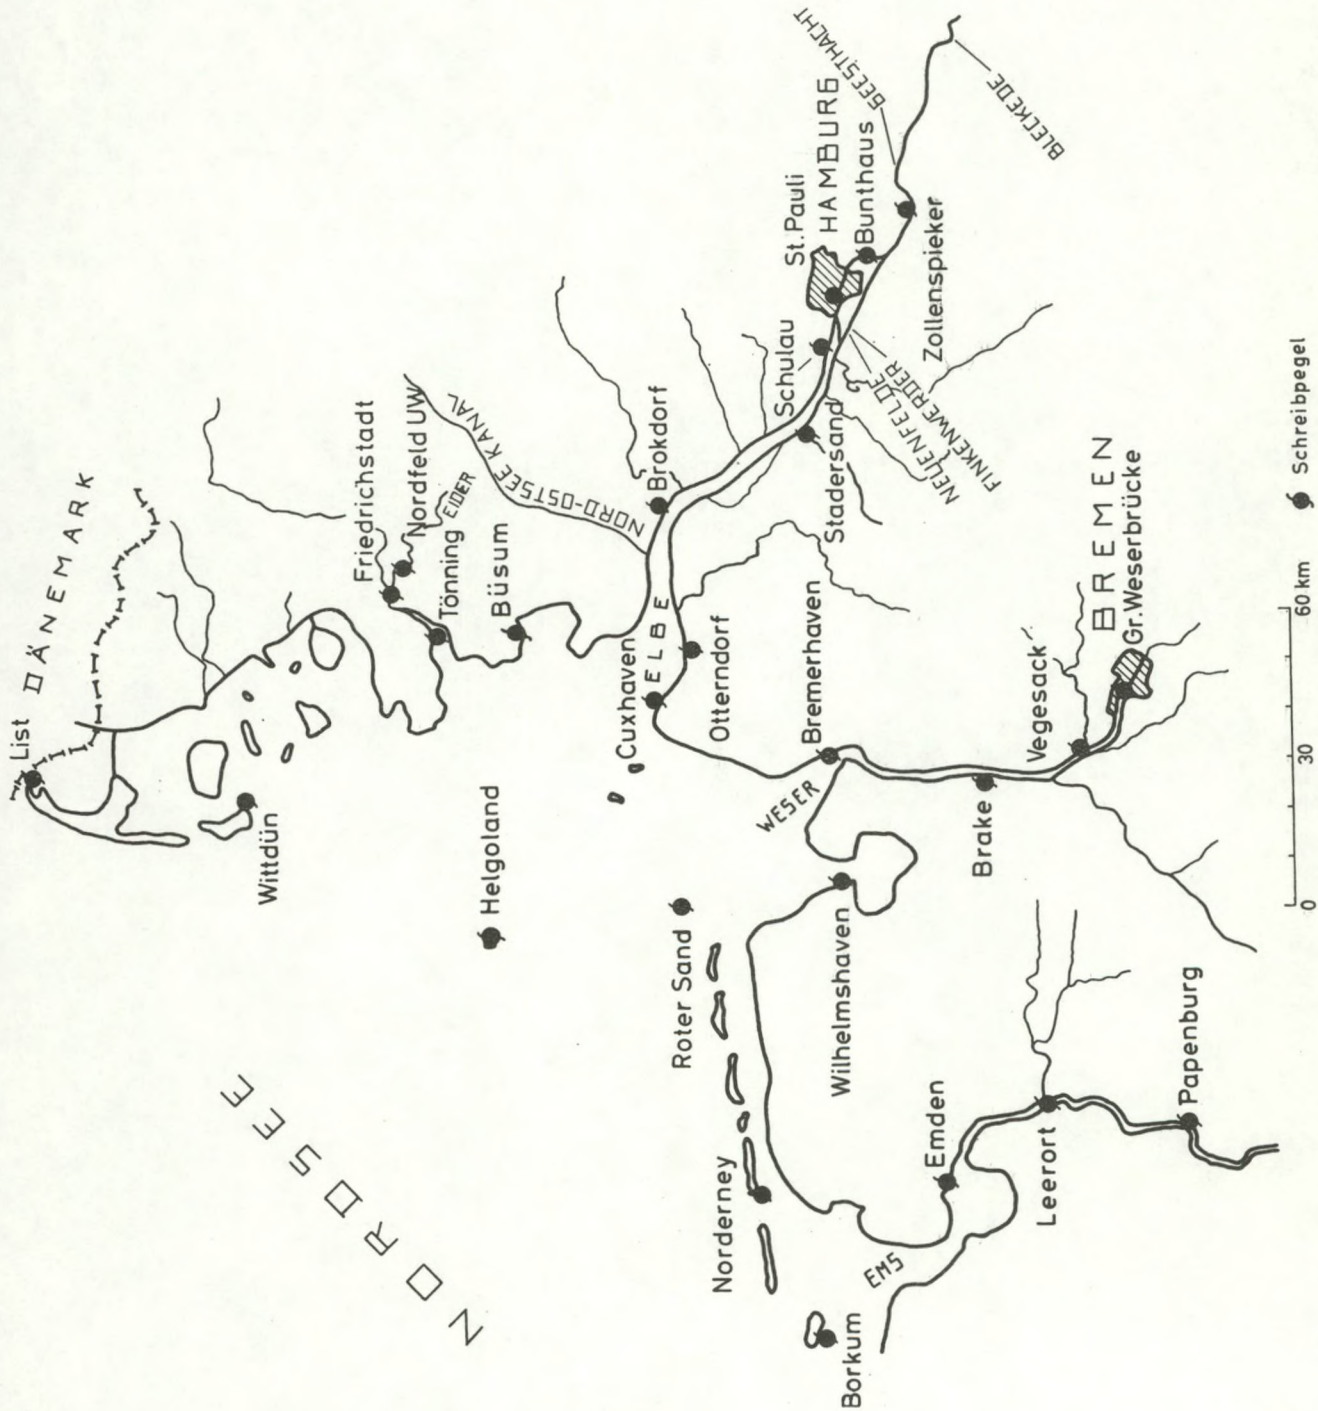 NORDSEE
DÄNEMARK
List
Wittdün
Helgoland
Friedrichstadt
Nordfeld UW
EIDER
Tönning
Büsum
NORD-OSTSEE KANAL
Brokdorf
ELBE
Cuxhaven
Otterndorf
Schulau
Stadersand
NEUENFELDE
FINKENWERDER
St. Pauli
HAMBURG
Bunthaus
GEESTHACHT
Zollenspieker
BLECKEDE
Roter Sand
WESER
Bremerhaven
Wilhelmshaven
Brake
Vegesack
BREMEN
Gr. Weserbrücke
Norderney
Borkum
EMS
Emden
Leerort
Papenburg
0 30 60 km
Schreibpegel